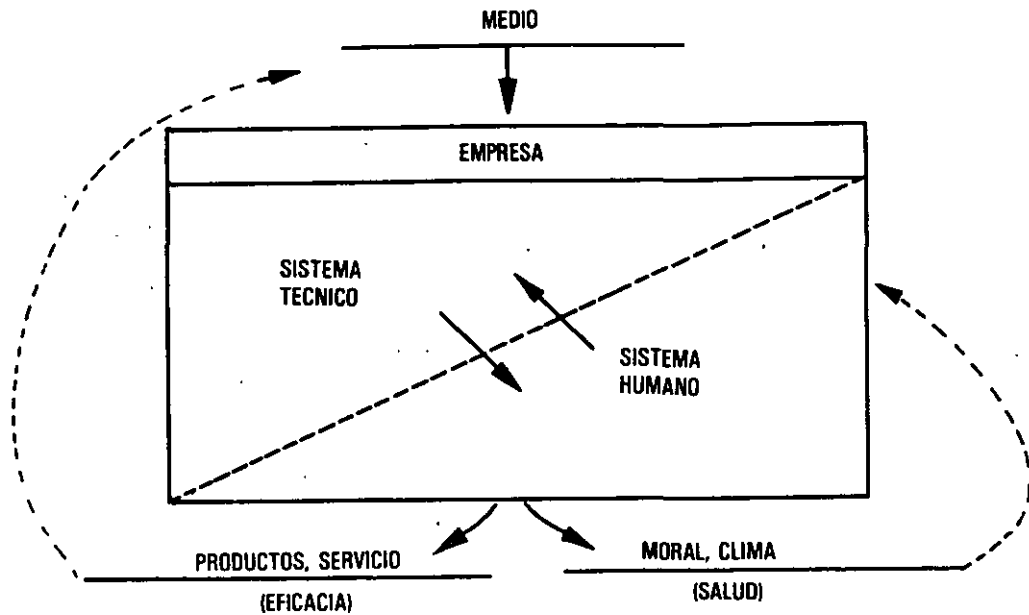 MEDIO
EMPRESA
SISTEMA
TECNICO
SISTEMA
HUMANO
PRODUCTOS, SERVICIO
(EFICACIA)
MORAL, CLIMA
(SALUD)